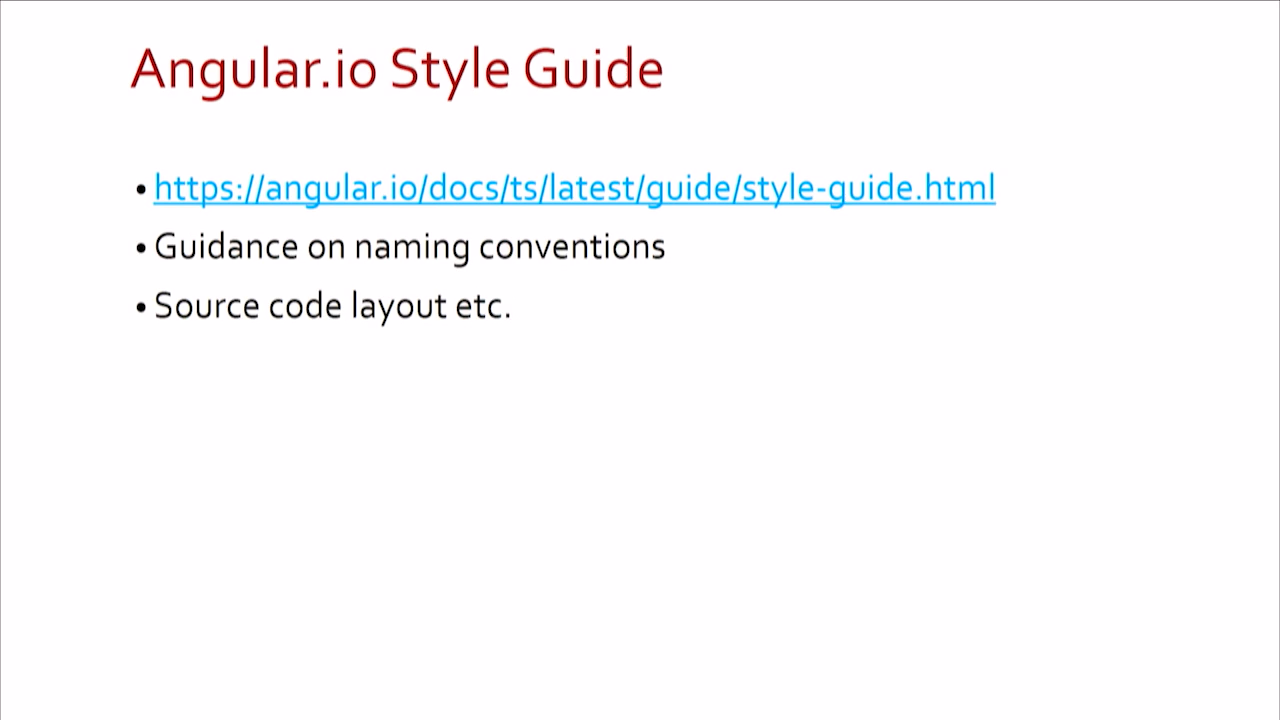 Angular.io Style Guide
• https://angular.io/docs/ts/latest/guide/style-guide.html
• Guidance on naming conventions
• Source code layout etc.